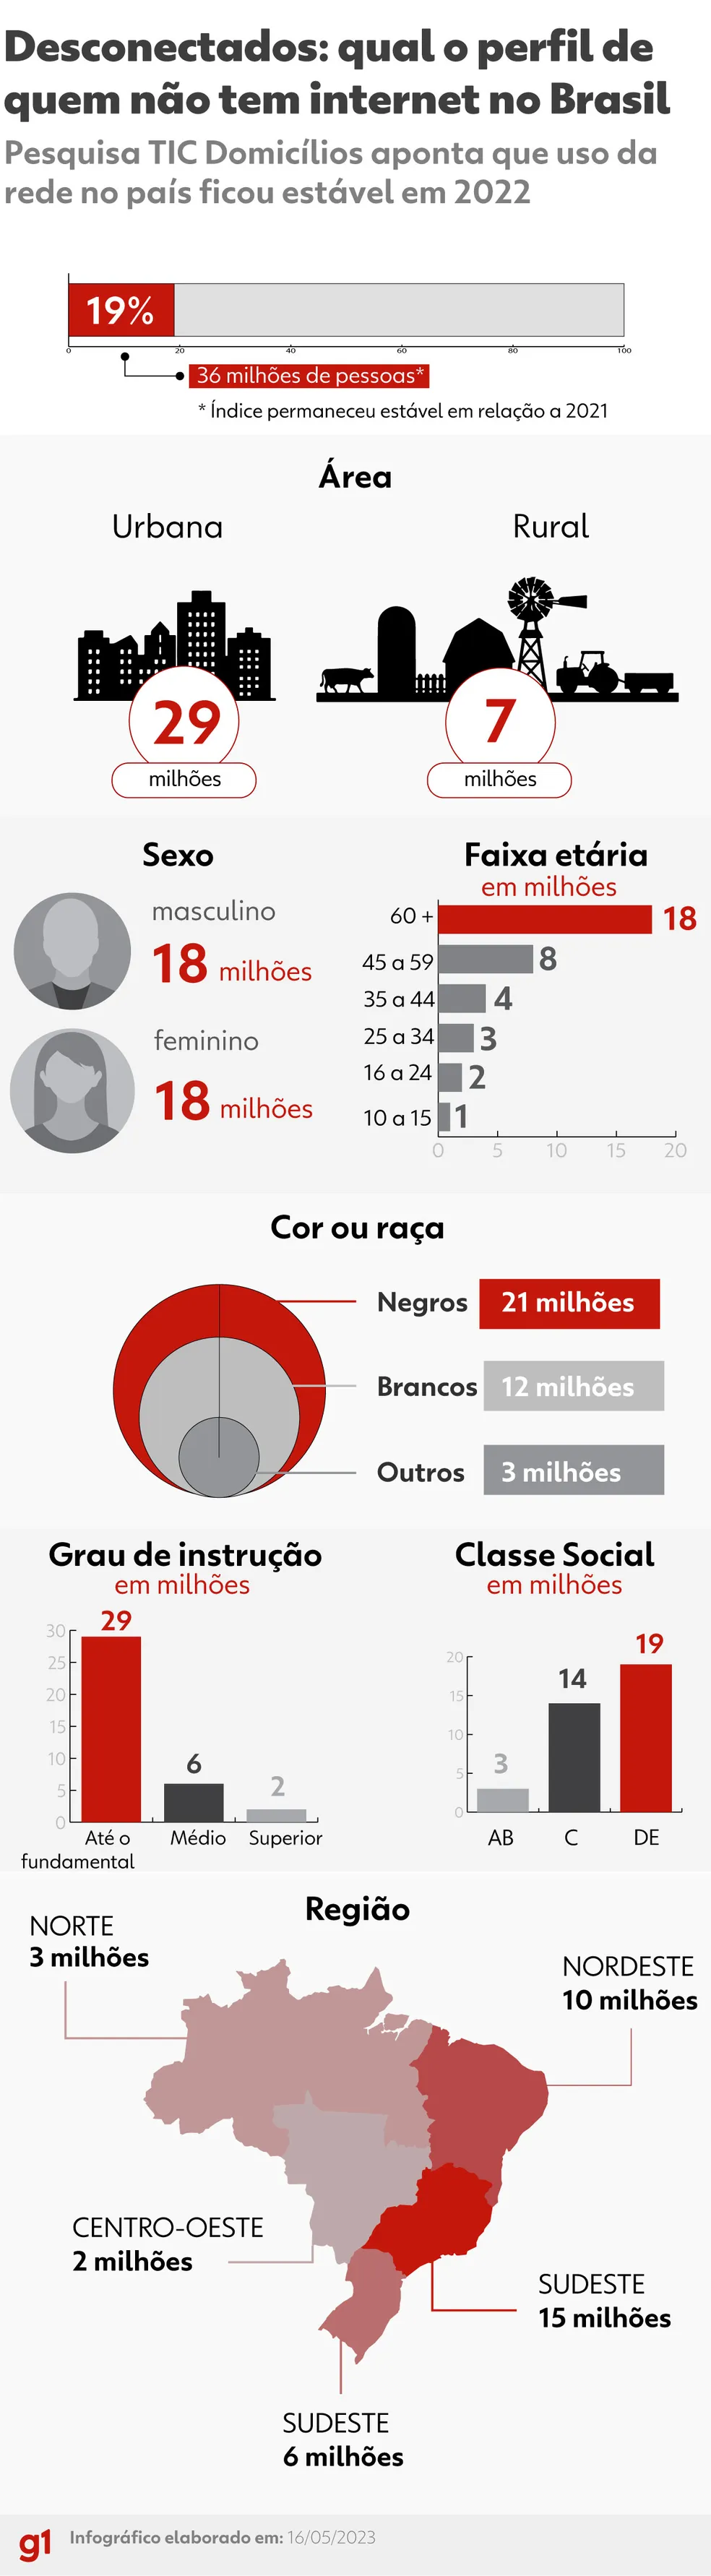 Desconectados: qual o perfil de
quem não tem internet no Brasil
Pesquisa TIC Domicílios aponta que uso da
rede no país ficou estável em 2022
19%
0 20 40 60 80 100
36 milhões de pessoas*
* Índice permaneceu estável em relação a 2021
Área
Urbana
Rural
29
milhões
7
milhões
Sexo
masculino
18 milhões
feminino
18 milhões
Faixa etária
em milhões
60 + 18
45 a 59 8
35 a 44 4
25 a 34 3
16 a 24 2
10 a 15 1
0 5 10 15 20
Cor ou raça
Negros 21 milhões
Brancos 12 milhões
Outros 3 milhões
Grau de instrução
em milhões
30
25
20
15
10
5
0
29
6
2
Até o
fundamental
Médio
Superior
Classe Social
em milhões
20
15
10
5
0
3
14
19
AB
C
DE
Região
NORTE
3 milhões
NORDESTE
10 milhões
CENTRO-OESTE
2 milhões
SUDESTE
15 milhões
SUDESTE
6 milhões
g1 Infográfico elaborado em: 16/05/2023